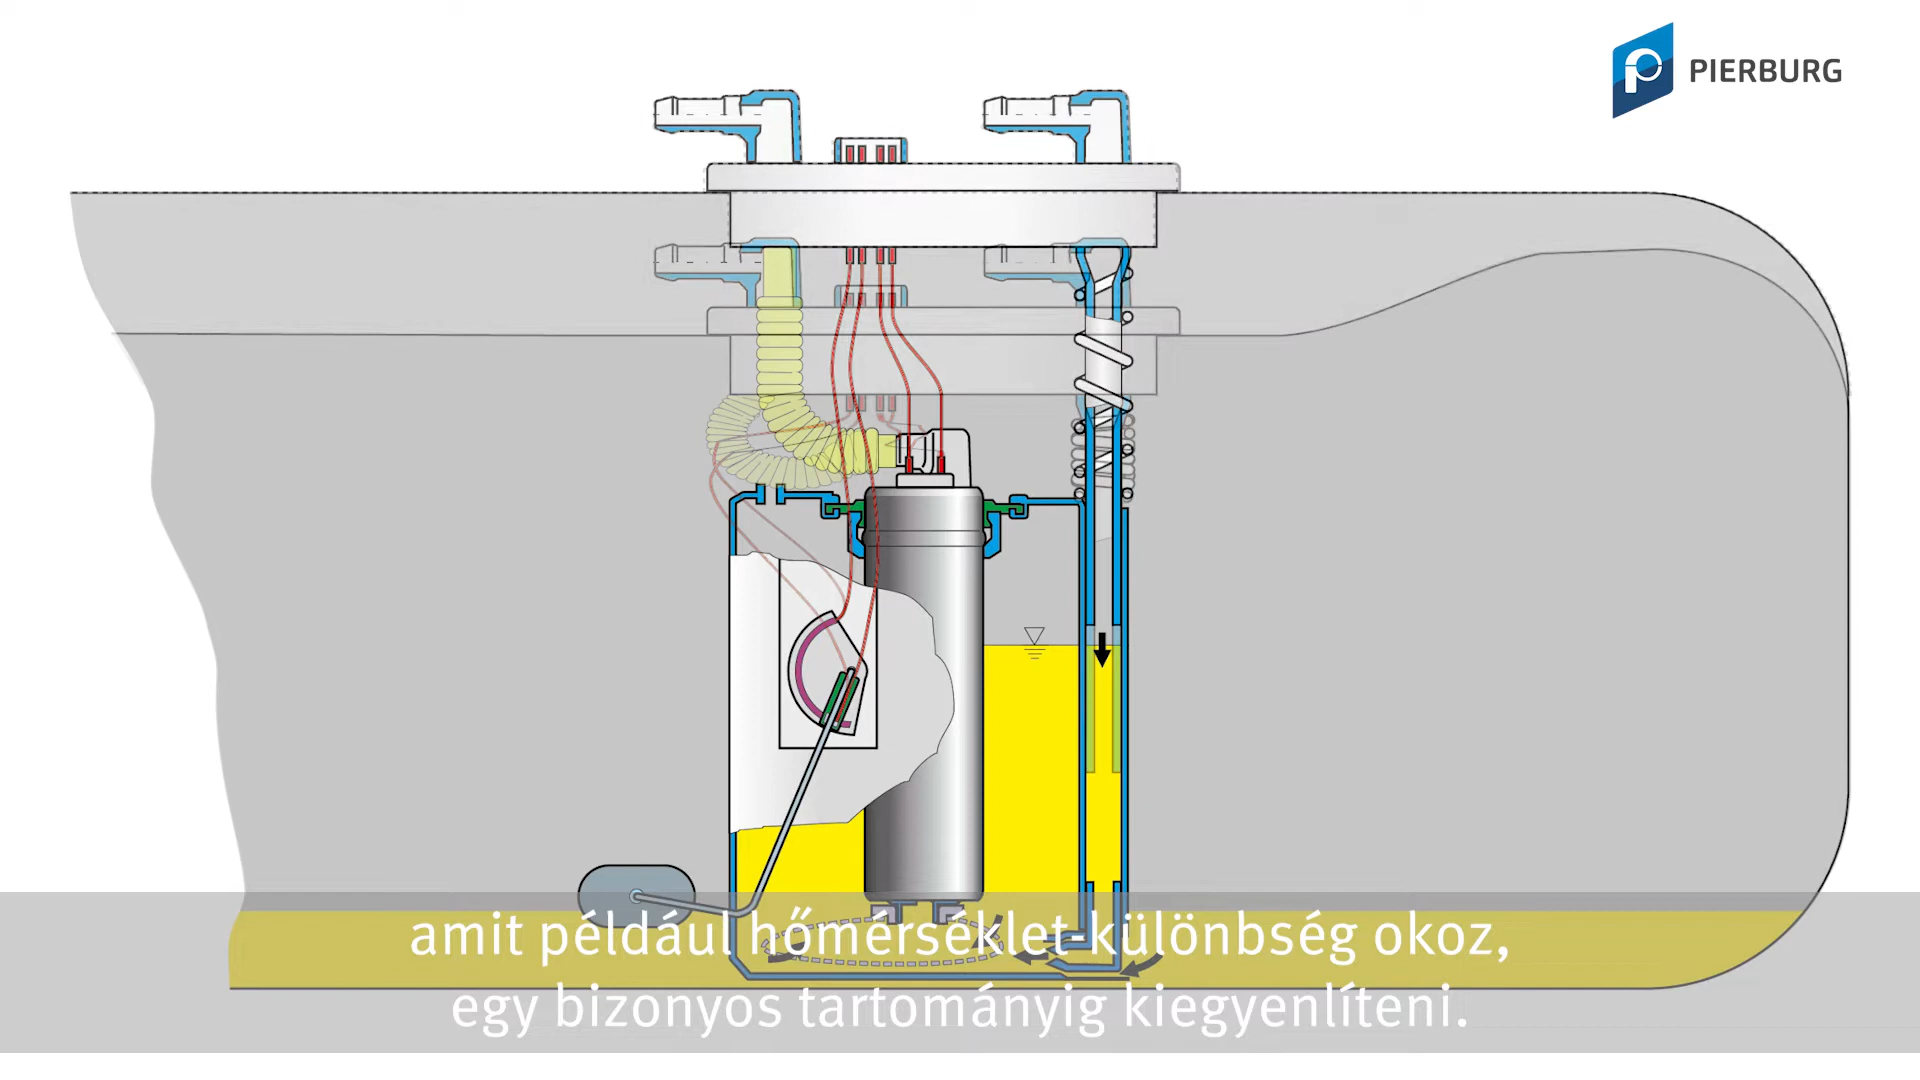 PIERBURG
amit például hőmérséklet-különbség okoz,
egy bizonyos tartományig kiegyenlíteni.